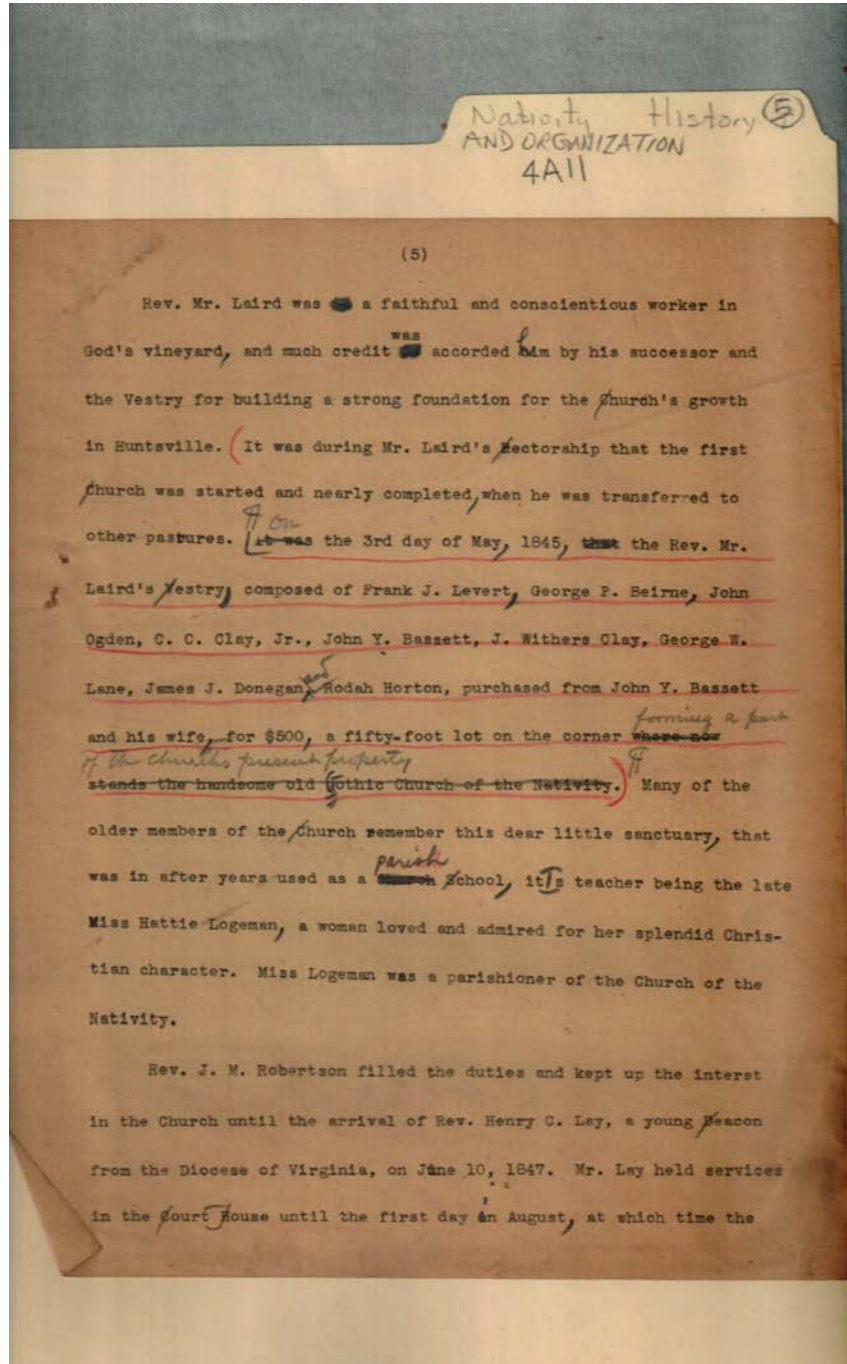 Nativity History 5
AND ORGANIZATION
4A11
(5)
Rev. Mr. Laird was a faithful and conscientious worker in
was
God's vineyard, and much credit accorded him by his successor and
the Vestry for building a strong foundation for the Church's growth
in Huntsville. (It was during Mr. Laird's Rectorship that the first
Church was started and nearly completed, when he was transferred to
¶ On
other pastures. It was the 3rd day of May, 1845, that the Rev. Mr.
Laird's Vestry, composed of Frank J. Levert, George P. Beirne, John
Ogden, C. C. Clay, Jr., John Y. Bassett, J. Withers Clay, George W.
and
Lane, James J. Donegan, Rodah Horton, purchased from John Y. Bassett
forming a part
and his wife, for $500, a fifty-foot lot on the corner where now
of the churchs present property ¶
stands the handsome old Gothic Church of the Nativity.) Many of the
older members of the Church remember this dear little sanctuary, that
parish
was in after years used as a Church School, its teacher being the late
Miss Hattie Logeman, a woman loved and admired for her splendid Chris-
tian character. Miss Logeman was a parishioner of the Church of the
Nativity.
Rev. J. M. Robertson filled the duties and kept up the interst
in the Church until the arrival of Rev. Henry C. Lay, a young Deacon
from the Diocese of Virginia, on June 10, 1847. Mr. Lay held services
in the Court House until the first day in August, at which time the